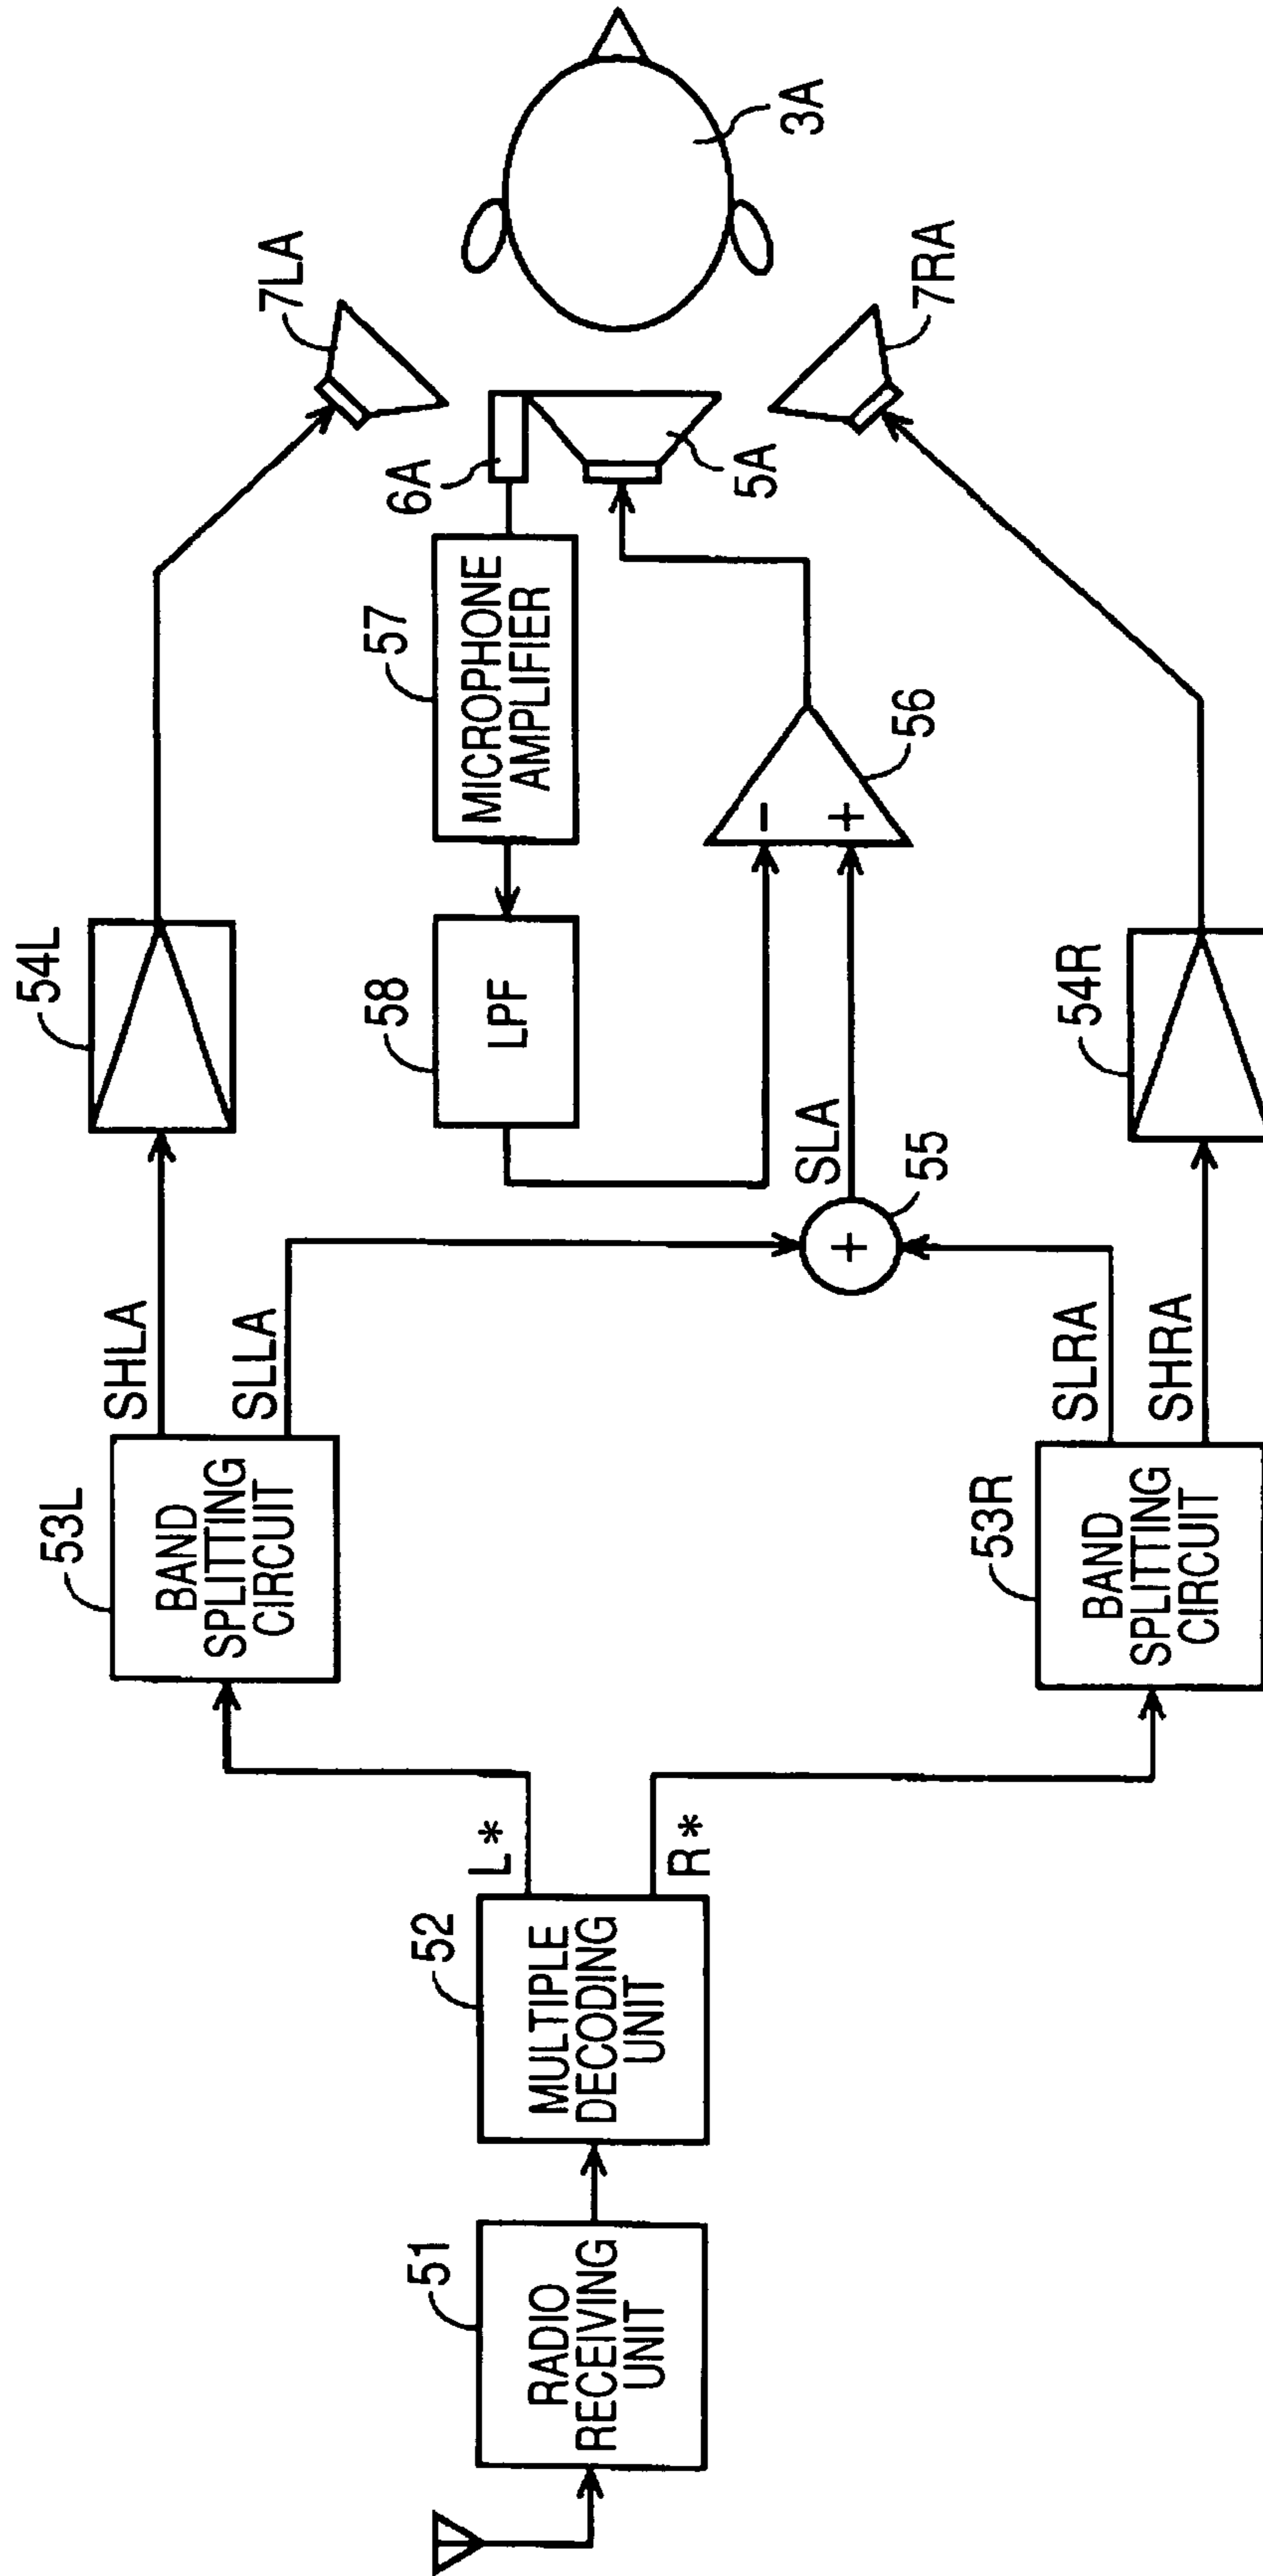 51
RADIO
RECEIVING
UNIT
52
MULTIPLE
DECODING
UNIT
L*
R*
53L
BAND
SPLITTING
CIRCUIT
SHLA
SLLA
54L
7LA
58
LPF
57
MICROPHONE
AMPLIFIER
6A
5A
3A
55
+
SLA
56
-
+
53R
BAND
SPLITTING
CIRCUIT
SLRA
SHRA
54R
7RA